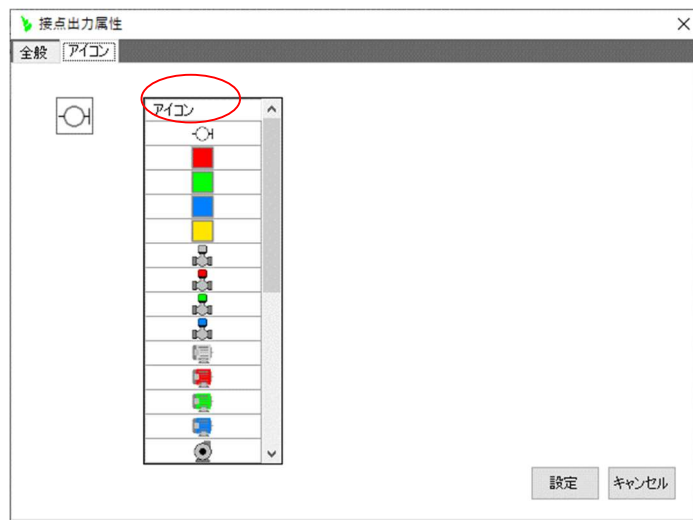 接点出力属性
全般 アイコン
アイコン
設定 キャンセル